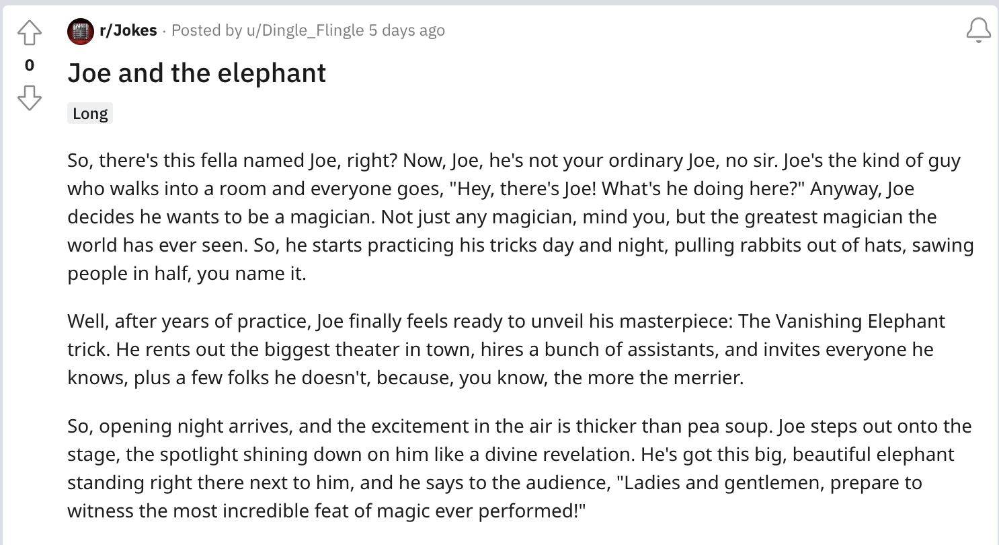 r/Jokes · Posted by u/Dingle_Flingle 5 days ago
0
Joe and the elephant
Long
So, there's this fella named Joe, right? Now, Joe, he's not your ordinary Joe, no sir. Joe's the kind of guy
who walks into a room and everyone goes, "Hey, there's Joe! What's he doing here?" Anyway, Joe
decides he wants to be a magician. Not just any magician, mind you, but the greatest magician the
world has ever seen. So, he starts practicing his tricks day and night, pulling rabbits out of hats, sawing
people in half, you name it.
Well, after years of practice, Joe finally feels ready to unveil his masterpiece: The Vanishing Elephant
trick. He rents out the biggest theater in town, hires a bunch of assistants, and invites everyone he
knows, plus a few folks he doesn't, because, you know, the more the merrier.
So, opening night arrives, and the excitement in the air is thicker than pea soup. Joe steps out onto the
stage, the spotlight shining down on him like a divine revelation. He's got this big, beautiful elephant
standing right there next to him, and he says to the audience, "Ladies and gentlemen, prepare to
witness the most incredible feat of magic ever performed!"